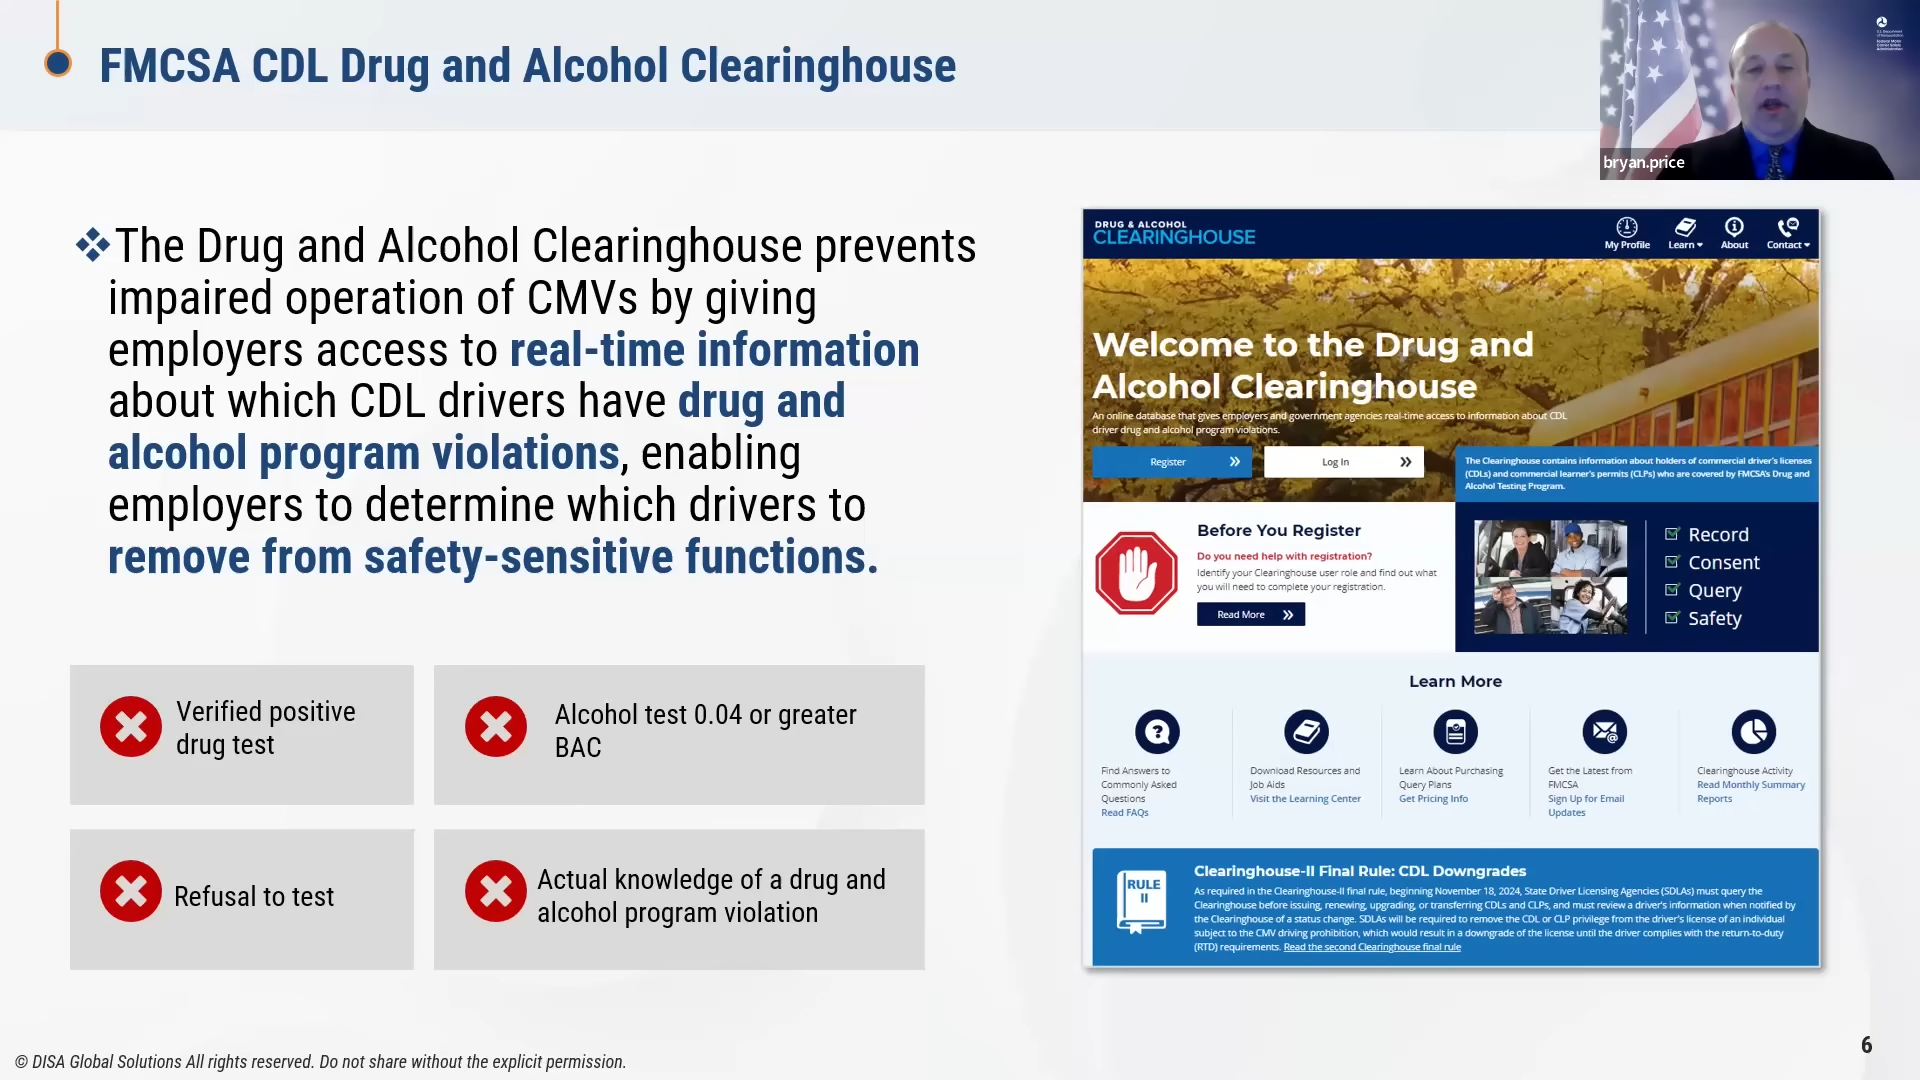 FMCSA CDL Drug and Alcohol Clearinghouse
bryan.price
The Drug and Alcohol Clearinghouse prevents
impaired operation of CMVs by giving
employers access to real-time information
about which CDL drivers have drug and
alcohol program violations, enabling
employers to determine which drivers to
remove from safety-sensitive functions.
Verified positive
drug test
Alcohol test 0.04 or greater
BAC
Refusal to test
Actual knowledge of a drug and
alcohol program violation
DRUG & ALCOHOL
CLEARINGHOUSE
My Profile
Learn
About
Contact
Welcome to the Drug and
Alcohol Clearinghouse
An online database that gives employers and government agencies real-time access to information about CDL
driver drug and alcohol program violations.
Register
Log In
The Clearinghouse contains information about holders of commercial driver's licenses
(CDLs) and commercial learner's permits (CLPs) who are covered by FMCSA's Drug and
Alcohol Testing Program.
Before You Register
Do you need help with registration?
Identify your Clearinghouse user role and find out what
you will need to complete your registration.
Read More
Record
Consent
Query
Safety
Learn More
Find Answers to
Commonly Asked
Questions
Read FAQs
Download Resources and
Job Aids
Visit the Learning Center
Learn About Purchasing
Query Plans
Get Pricing Info
Get the Latest from
FMCSA
Sign Up for Email
Updates
Clearinghouse Activity
Read Monthly Summary
Reports
RULE
II
Clearinghouse-II Final Rule: CDL Downgrades
As required in the Clearinghouse-II final rule, beginning November 18, 2024, State Driver Licensing Agencies (SDLAs) must query the
Clearinghouse before issuing, renewing, upgrading, or transferring CDLs and CLPs, and must review a driver's information when notified by
the Clearinghouse of a status change. SDLAs will be required to remove the CDL or CLP privilege from the driver's license of an individual
subject to the CMV driving prohibition, which would result in a downgrade of the license until the driver complies with the return-to-duty
(RTD) requirements. Read the second Clearinghouse final rule
6
© DISA Global Solutions All rights reserved. Do not share without the explicit permission.